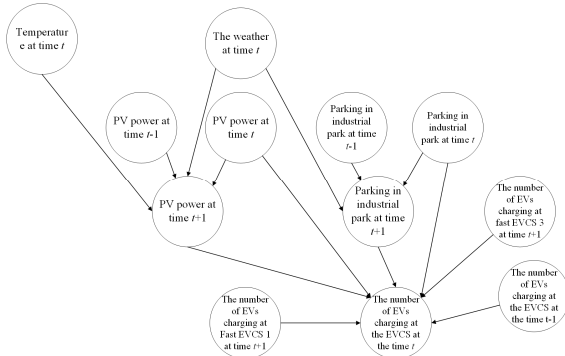 Temperatur
e at time t
The weather
at time t
PV power at
time t-1
PV power at
time t
Parking in
industrial
park at time
t-1
Parking in
industrial
park at time t
PV power at
time t+1
Parking in
industrial
park at time
t+1
The number
of EVs
charging at
fast EVCS 3
at time t+1
The number
of EVs
charging at
Fast EVCS 1
at time t+1
The number
of EVs
charging at
the EVCS at
the time t
The number
of EVs
charging at
the EVCS at
the time t-1